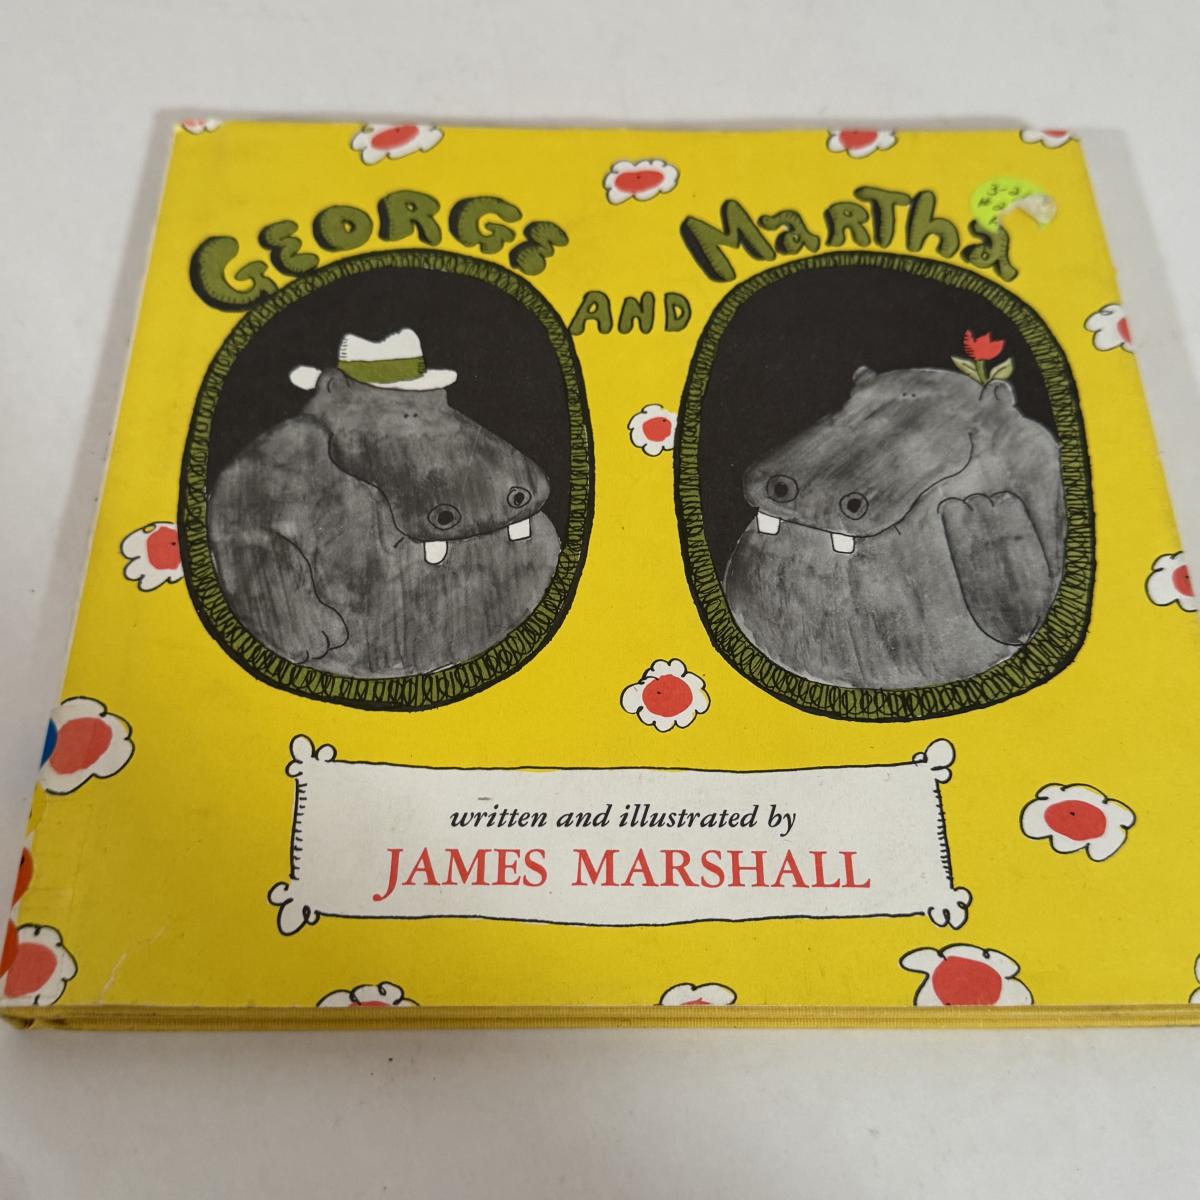 GEORGE
AND
MaRTha
written and illustrated by
JAMES MARSHALL